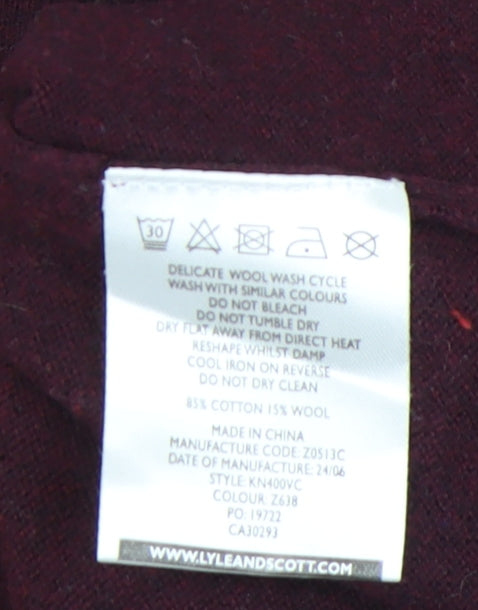 30
DELICATE WOOL WASH CYCLE
WASH WITH SIMILAR COLOURS
DO NOT BLEACH
DO NOT TUMBLE DRY
DRY FLAT AWAY FROM DIRECT HEAT
RESHAPE WHILST DAMP
COOL IRON ON REVERSE
DO NOT DRY CLEAN
85% COTTON 15% WOOL
MADE IN CHINA
MANUFACTURE CODE: Z0513C
DATE OF MANUFACTURE: 24/06
STYLE: KN400VC
COLOUR: Z638
PO: 19722
CA30293
WWW.LYLEANDSCOTT.COM